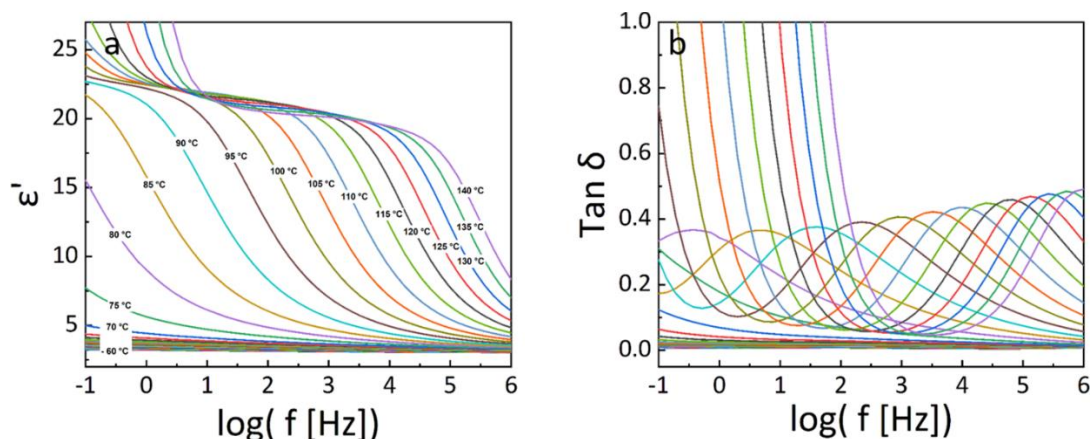 a
25
20
15
10
5
-1 0 1 2 3 4 5 6
ε'
log( f [Hz])
90 °C
95 °C
100 °C
85 °C
105 °C
110 °C
140 °C
115 °C
135 °C
120 °C
80 °C
125 °C
130 °C
75 °C
70 °C
- 60 °C
b
1.0
0.8
0.6
0.4
0.2
0.0
-1 0 1 2 3 4 5 6
Tan δ
log( f [Hz])